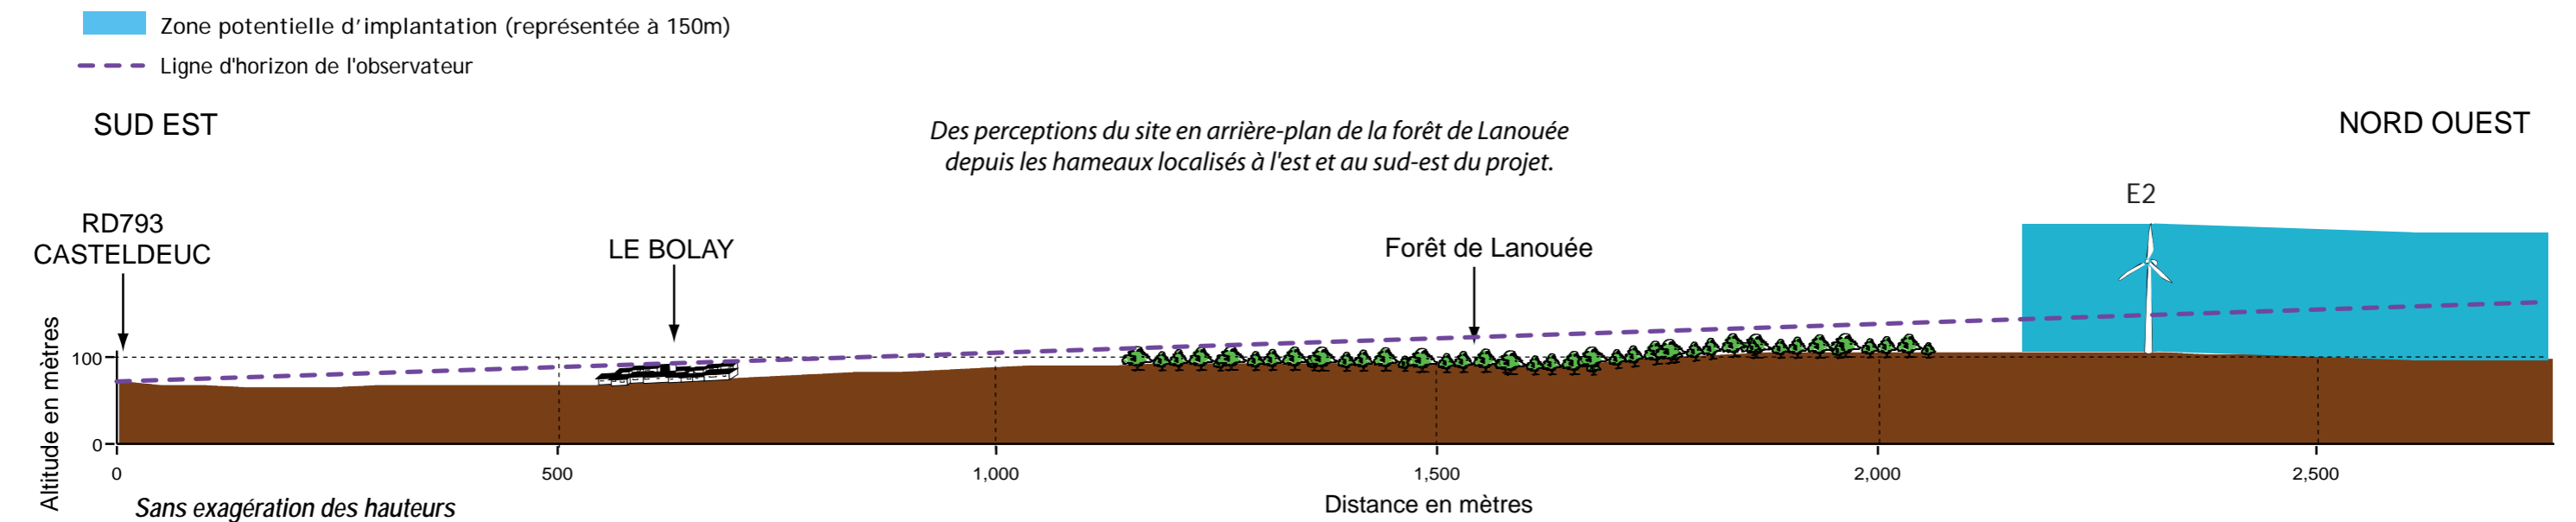 Zone potentielle d'implantation (représentée à 150m)
Ligne d'horizon de l'observateur
SUD EST
Des perceptions du site en arrière-plan de la forêt de Lanouée
depuis les hameaux localisés à l'est et au sud-est du projet.
NORD OUEST
E2
RD793
CASTELDEUC
LE BOLAY
Forêt de Lanouée
Altitude en mètres
100
0
0
500
1,000
1,500
2,000
2,500
Distance en mètres
Sans exagération des hauteurs